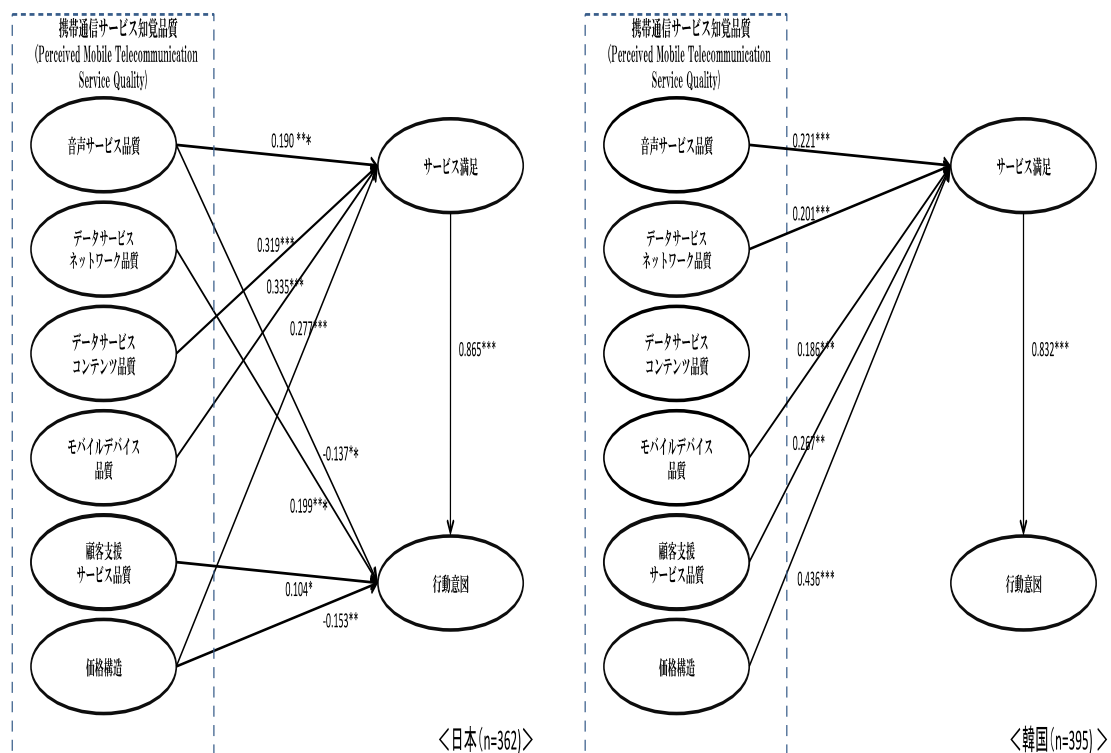 携帯通信サービス知覚品質
(Perceived Mobile Telecommunication
Service Quality)
音声サービス品質
データサービス
ネットワーク品質
データサービス
コンテンツ品質
モバイルデバイス
品質
顧客支援
サービス品質
価格構造
サービス満足
行動意図
0.190 ***
0.319***
0.335***
0.277***
0.865***
-0.137**
0.199***
0.104*
-0.153**
<日本(n=362)>
携帯通信サービス知覚品質
(Perceived Mobile Telecommunication
Service Quality)
音声サービス品質
データサービス
ネットワーク品質
データサービス
コンテンツ品質
モバイルデバイス
品質
顧客支援
サービス品質
価格構造
サービス満足
行動意図
0.221***
0.201***
0.186***
0.267**
0.436***
0.832***
<韓国(n=395)>